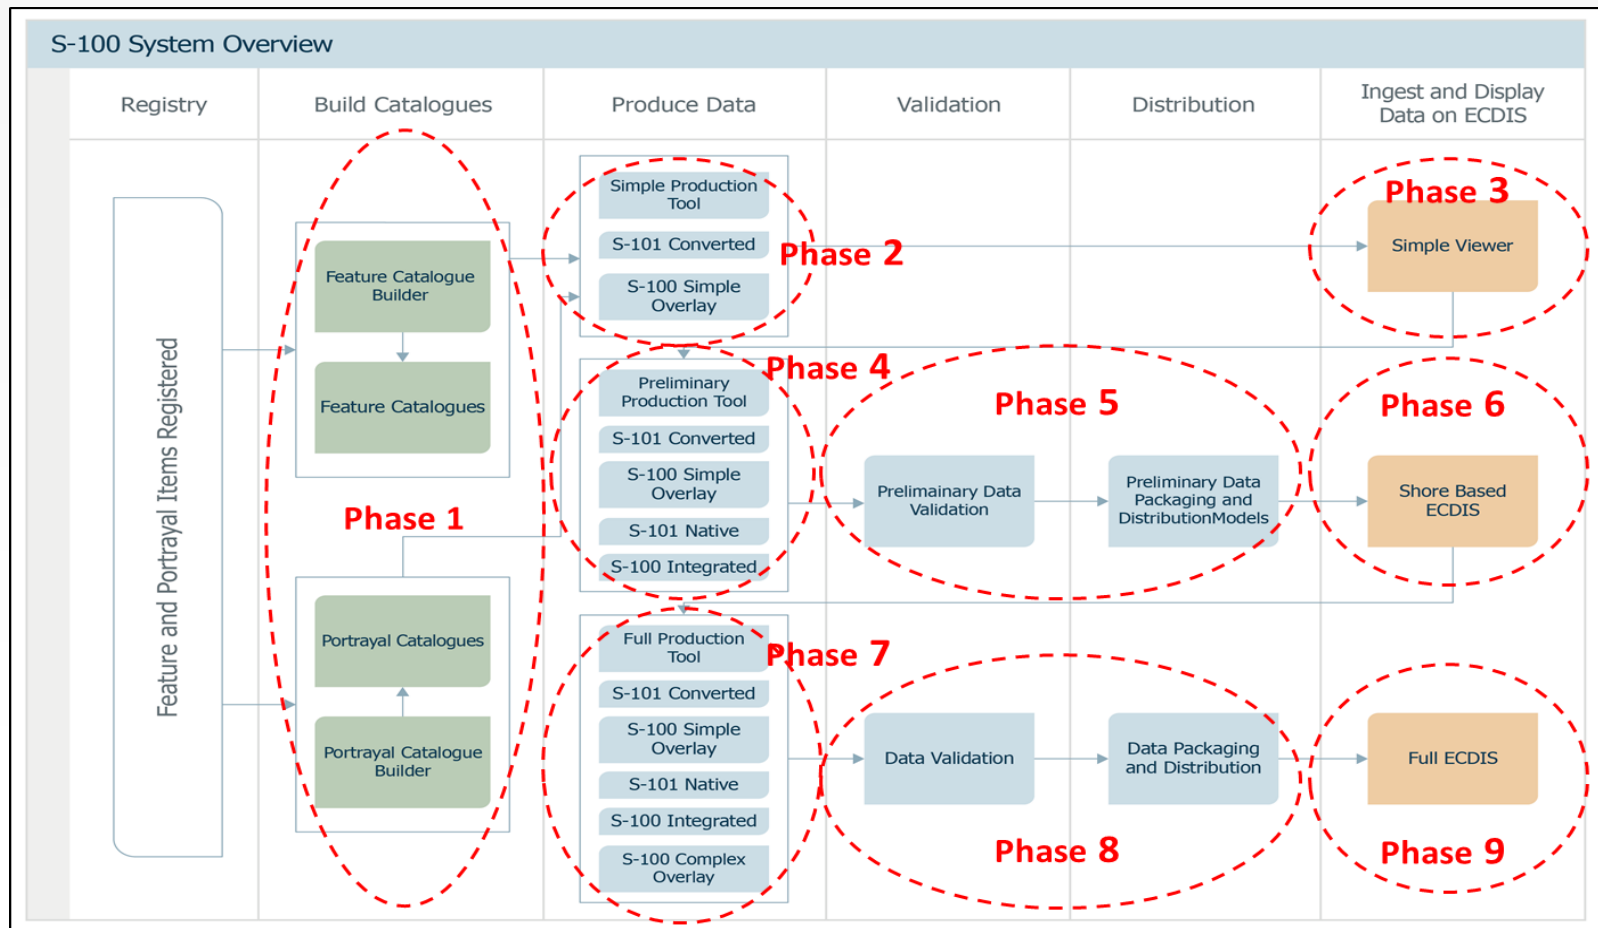 S-100 System Overview
Registry
Build Catalogues
Produce Data
Validation
Distribution
Ingest and Display
Data on ECDIS
Feature and Portrayal Items Registered
Feature Catalogue
Builder
Feature Catalogues
Phase 1
Portrayal Catalogues
Portrayal Catalogue
Builder
Simple Production
Tool
S-101 Converted
S-100 Simple
Overlay
Phase 2
Phase 3
Simple Viewer
Phase 4
Preliminary
Production Tool
S-101 Converted
S-100 Simple
Overlay
S-101 Native
S-100 Integrated
Phase 5
Prelimainary Data
Validation
Preliminary Data
Packaging and
DistributionModels
Phase 6
Shore Based
ECDIS
Phase 7
Full Production
Tool
S-101 Converted
S-100 Simple
Overlay
S-101 Native
S-100 Integrated
S-100 Complex
Overlay
Data Validation
Data Packaging
and Distribution
Phase 8
Full ECDIS
Phase 9